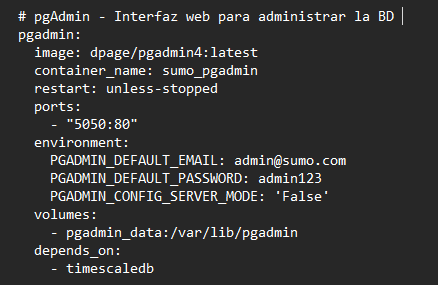 # pgAdmin - Interfaz web para administrar la BD
pgadmin:
  image: dpage/pgadmin4:latest
  container_name: sumo_pgadmin
  restart: unless-stopped
  ports:
    - "5050:80"
  environment:
    PGADMIN_DEFAULT_EMAIL: admin@sumo.com
    PGADMIN_DEFAULT_PASSWORD: admin123
    PGADMIN_CONFIG_SERVER_MODE: 'False'
  volumes:
    - pgadmin_data:/var/lib/pgadmin
  depends_on:
    - timescaledb